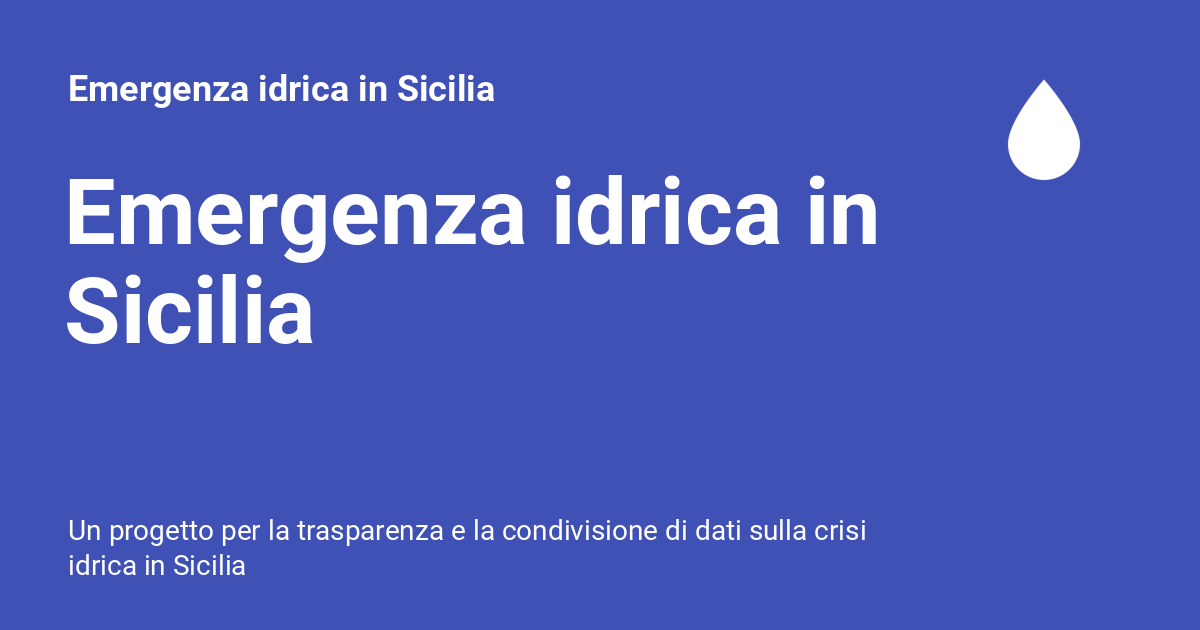 Emergenza idrica in Sicilia
Emergenza idrica in
Sicilia
Un progetto per la trasparenza e la condivisione di dati sulla crisi
idrica in Sicilia